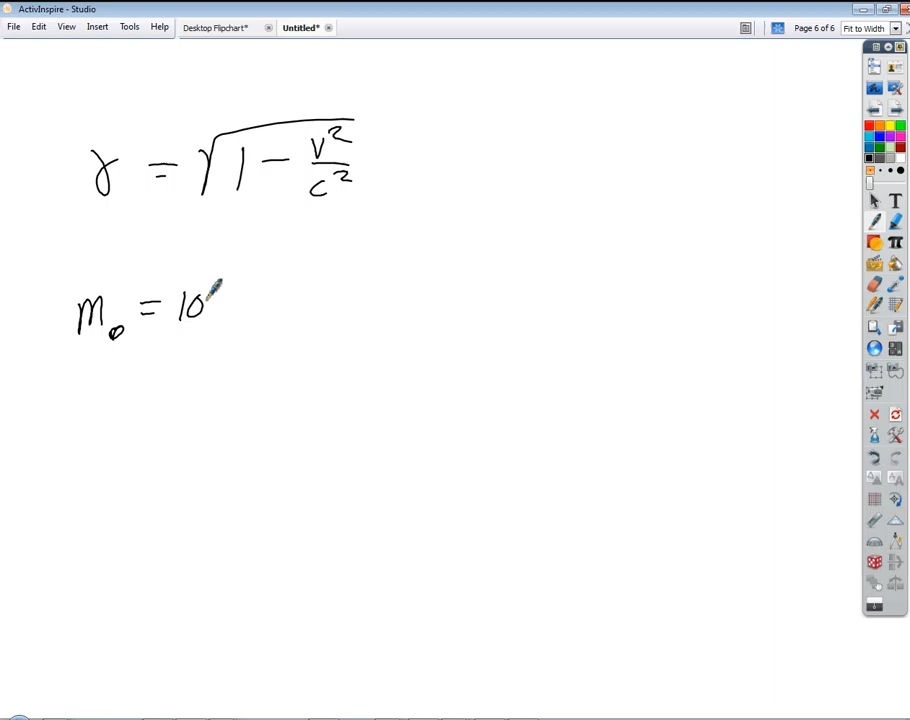 ActivInspire - Studio
File Edit View Insert Tools Help Desktop Flipchart* Untitled* Page 6 of 6 Fit to Width
γ = √1 − v²/c²
m₀ = 10